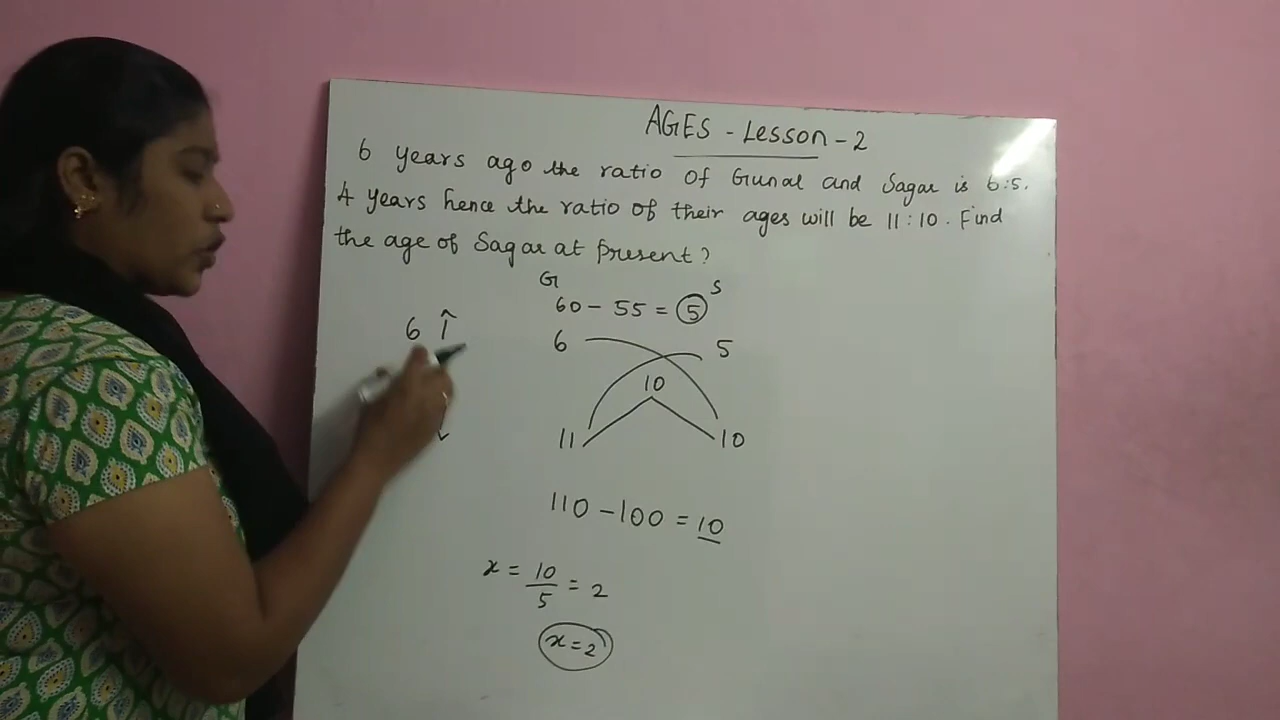 AGES - Lesson - 2
6 years ago the ratio of Gunal and Sagar is 6:5.
4 years hence the ratio of their ages will be 11:10. Find
the age of Sagar at present?
G S
60 - 55 = 5
6 5
10
11 10
6
110 - 100 = 10
x = 10/5 = 2
x = 2